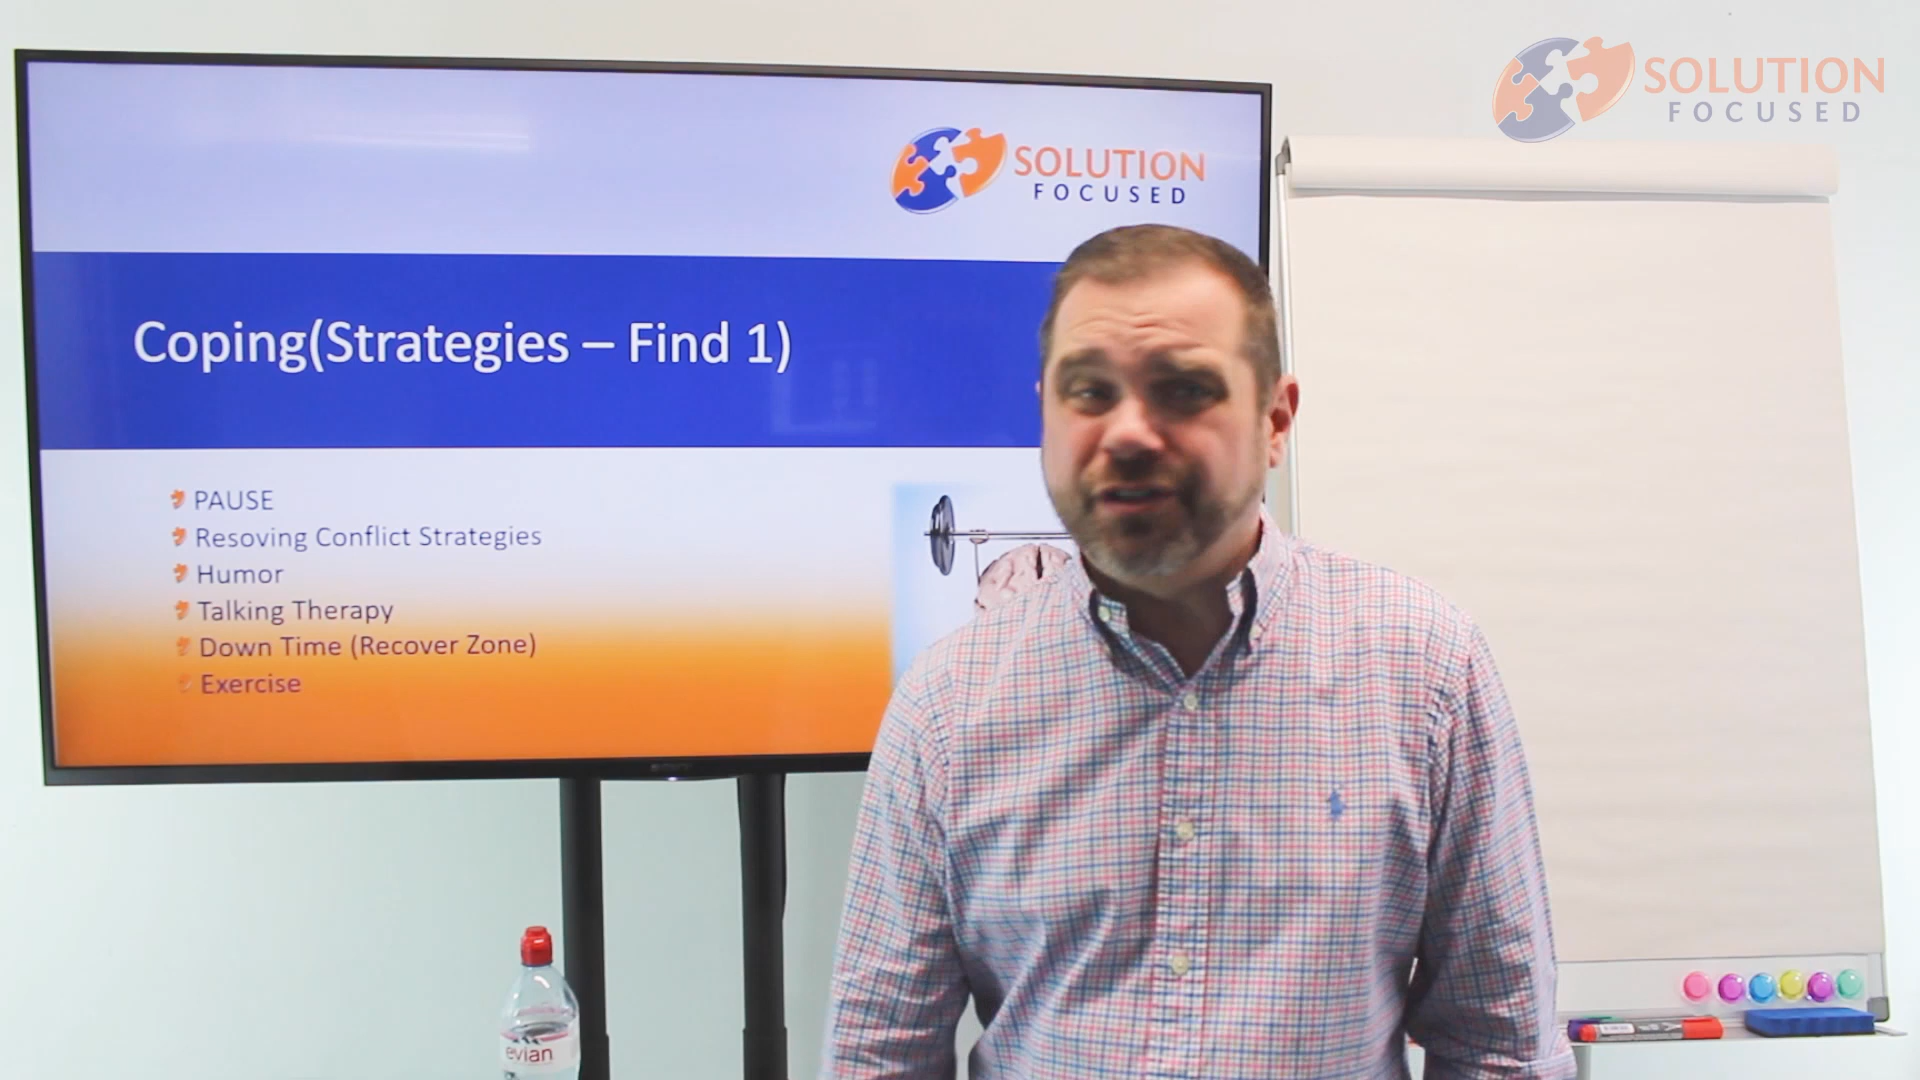 SOLUTION
FOCUSED
SOLUTION
FOCUSED
Coping(Strategies – Find 1)
PAUSE
Resoving Conflict Strategies
Humor
Talking Therapy
Down Time (Recover Zone)
Exercise
SONY
evian